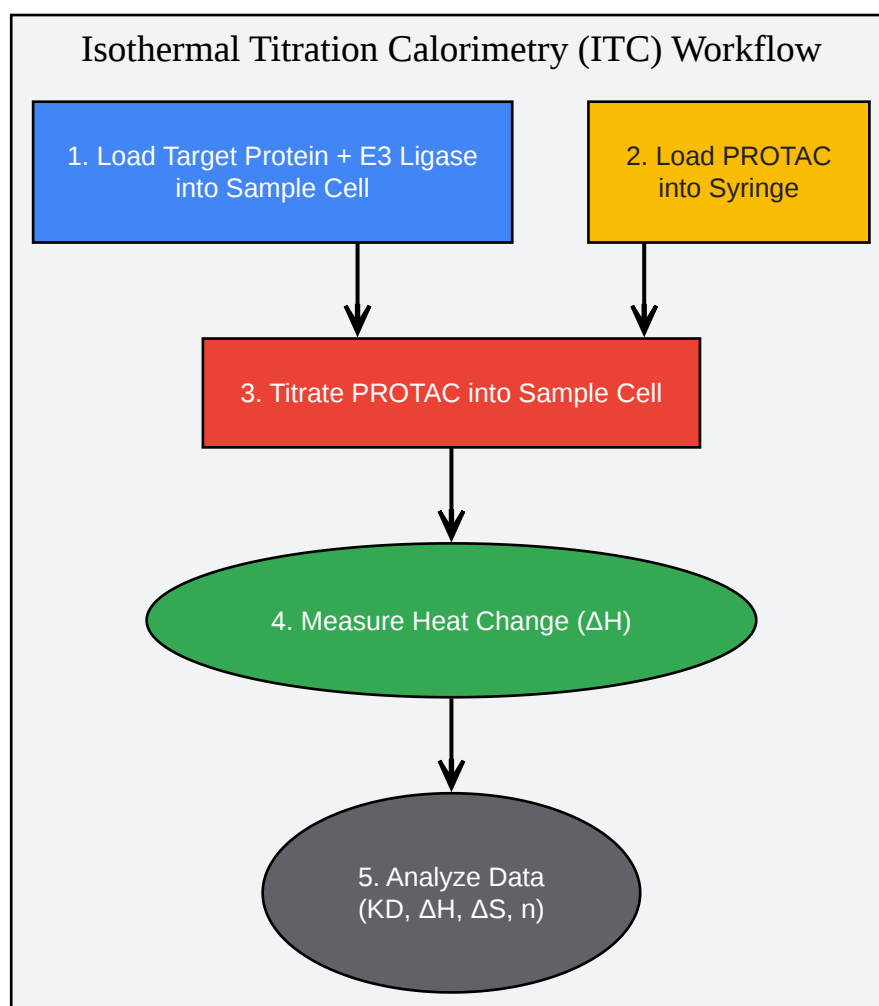 Isothermal Titration Calorimetry (ITC) Workflow
1. Load Target Protein + E3 Ligase
into Sample Cell
2. Load PROTAC
into Syringe
3. Titrate PROTAC into Sample Cell
4. Measure Heat Change (ΔH)
5. Analyze Data
(KD, ΔH, ΔS, n)